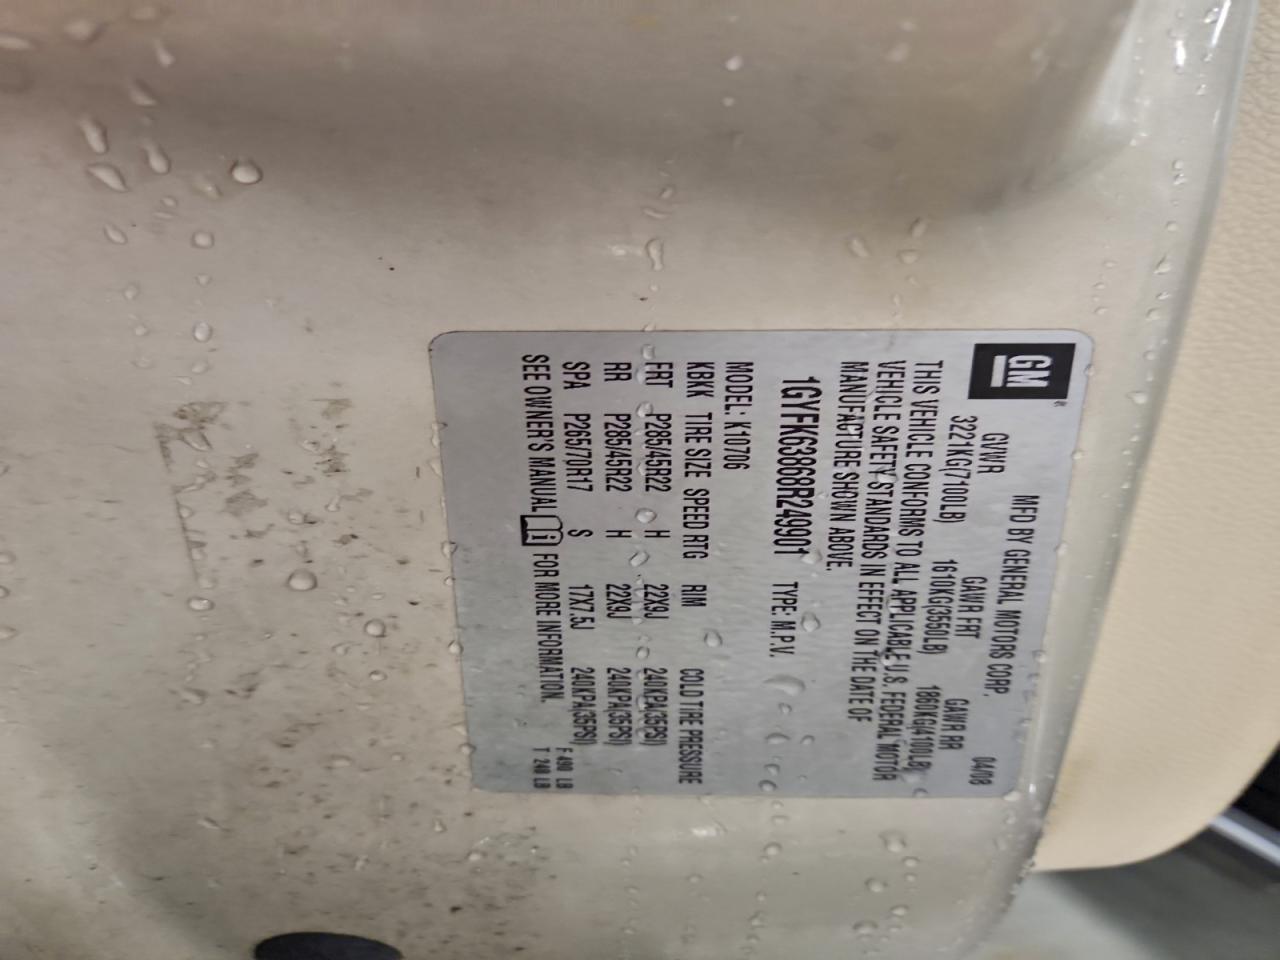 GM
MFD BY GENERAL MOTORS CORP. 04/08
GVWR GAWR FRT GAWR RR
3221KG(7100LB) 1610KG(3550LB) 1860KG(4100LB)
THIS VEHICLE CONFORMS TO ALL APPLICABLE U.S. FEDERAL MOTOR
VEHICLE SAFETY STANDARDS IN EFFECT ON THE DATE OF
MANUFACTURE SHOWN ABOVE.
1GYFK63868R249901 TYPE: M.P.V.
MODEL: K10706
KBKK TIRE SIZE SPEED RTG RIM COLD TIRE PRESSURE
FRT P285/45R22 H 22X9J 240KPA(35PSI)
RR P285/45R22 H 22X9J 240KPA(35PSI)
SPA P265/70R17 S 17X7.5J 240KPA(35PSI)
SEE OWNER'S MANUAL i FOR MORE INFORMATION.
F 490 LB
T 240 LB